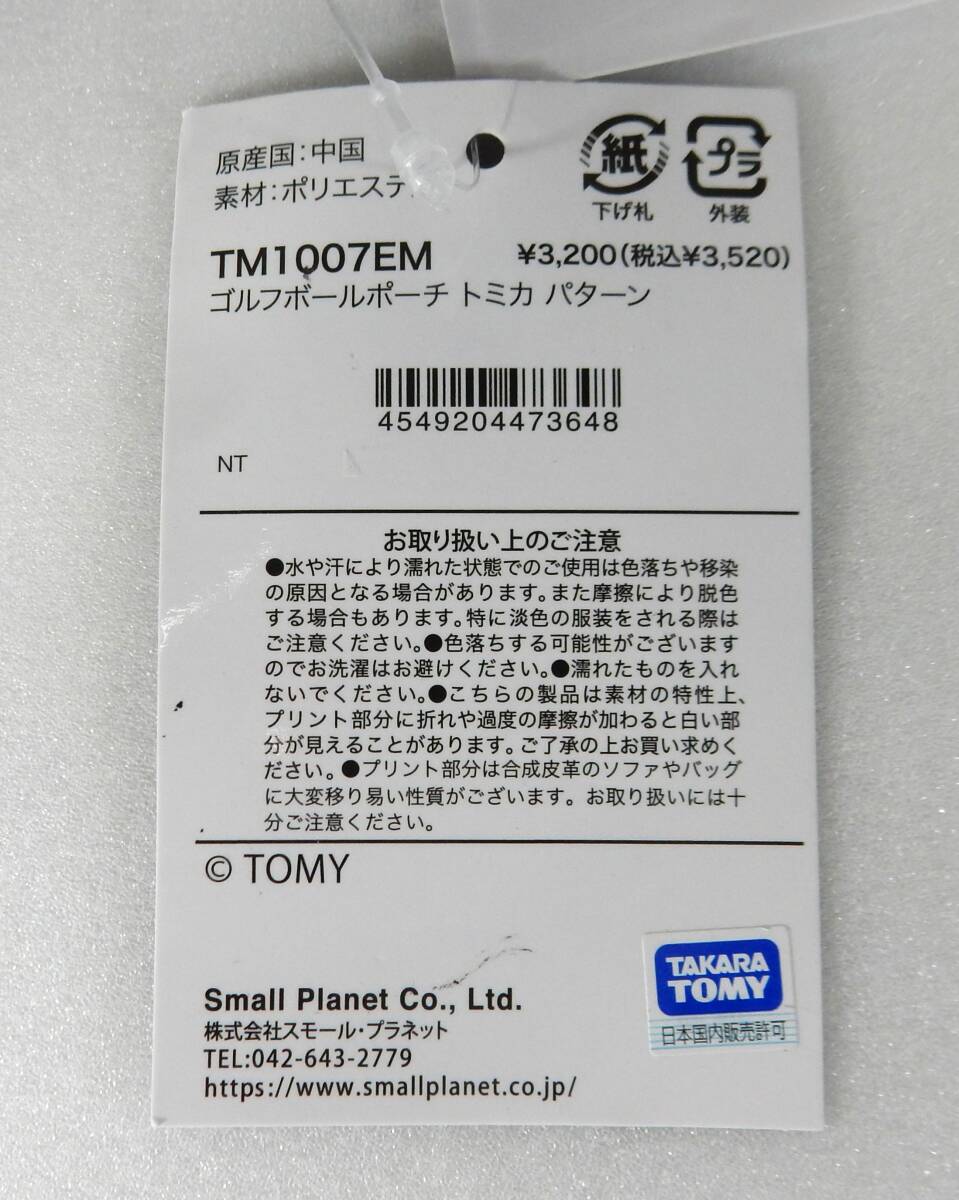 原産国:中国
素材:ポリエステ
紙
下げ札
プラ
外装
TM1007EM
¥3,200(税込¥3,520)
ゴルフボールポーチ トミカ パターン
4549204473648
NT
お取り扱い上のご注意
●水や汗により濡れた状態でのご使用は色落ちや移染
の原因となる場合があります。また摩擦により脱色
する場合もあります。特に淡色の服装をされる際は
ご注意ください。●色落ちする可能性がございます
のでお洗濯はお避けください。●濡れたものを入れ
ないでください。●こちらの製品は素材の特性上、
プリント部分に折れや過度の摩擦が加わると白い部
分が見えることがあります。ご了承の上お買い求めく
ださい。●プリント部分は合成皮革のソファやバッグ
に大変移り易い性質がございます。お取り扱いには十
分ご注意ください。
© TOMY
TAKARA
TOMY
日本国内販売許可
Small Planet Co., Ltd.
株式会社スモール・プラネット
TEL:042-643-2779
https://www.smallplanet.co.jp/